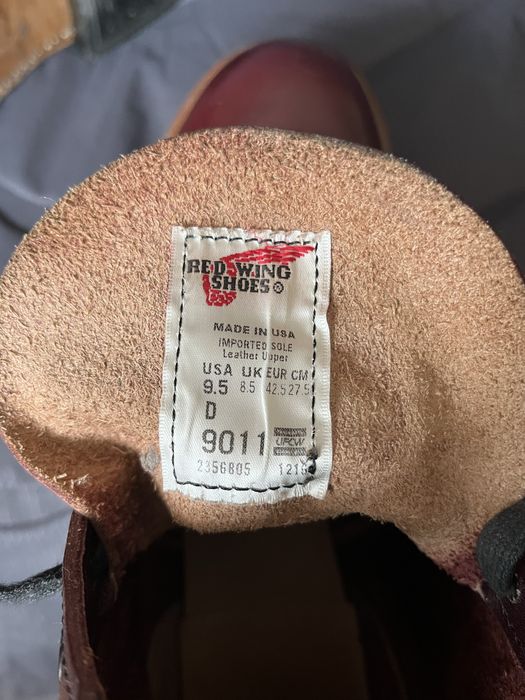 RED WING
SHOES®
MADE IN USA
IMPORTED SOLE
Leather Upper
USA UK EUR CM
9.5 8.5 42.5 27.5
D
9011 UFCW
2356805